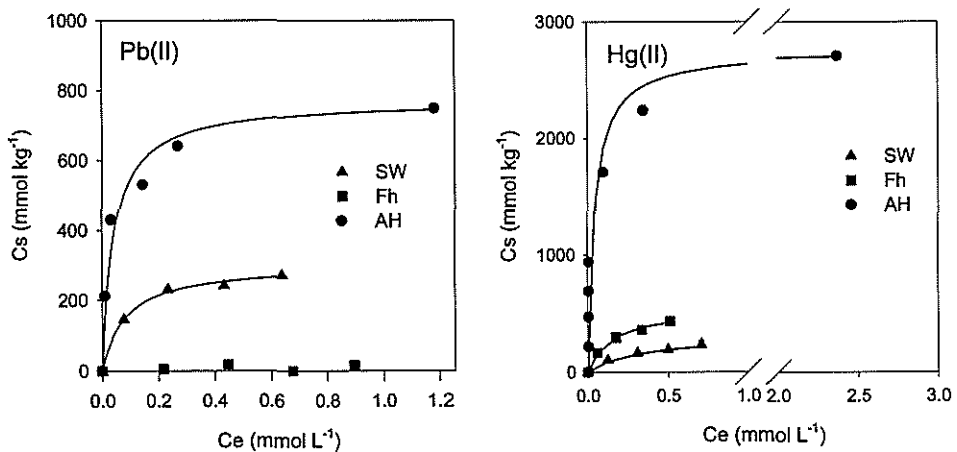 Pb(II)
1000
800
600
400
200
0
Cs (mmol kg-1)
SW
Fh
AH
0.0 0.2 0.4 0.6 0.8 1.0 1.2
Ce (mmol L-1)
Hg(II)
3000
2000
1000
0
Cs (mmol kg-1)
SW
Fh
AH
0.0 0.5 1.0 2.0 2.5 3.0
Ce (mmol L-1)